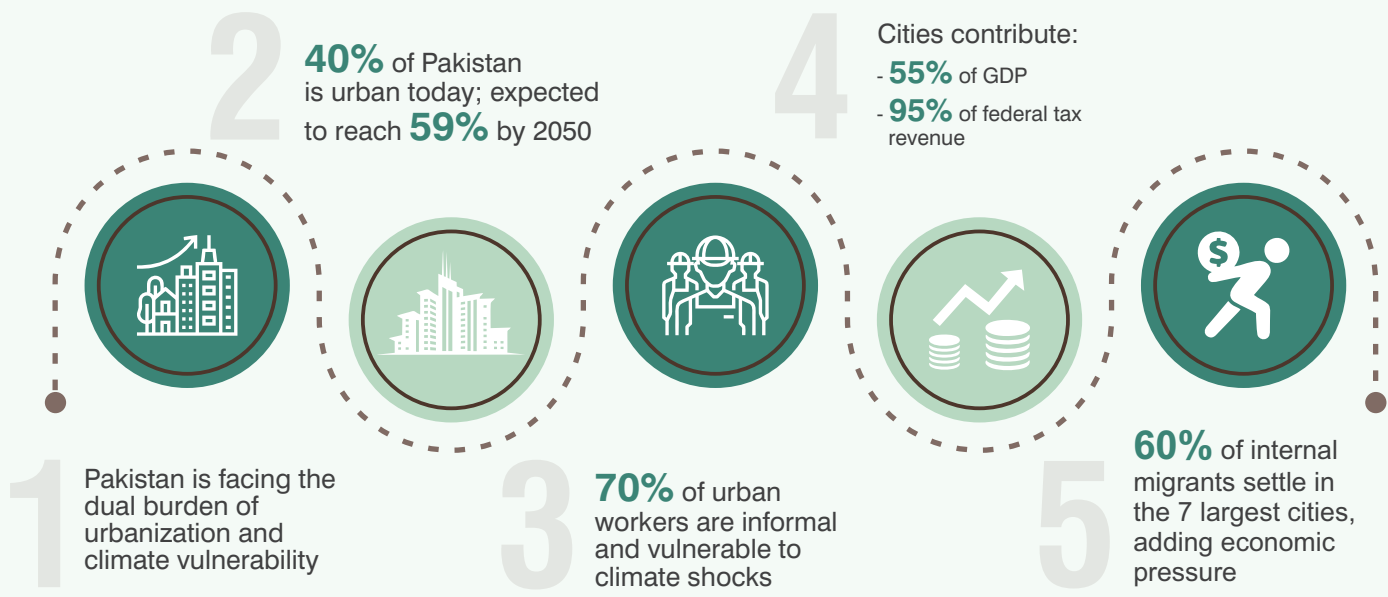 1
Pakistan is facing the
dual burden of
urbanization and
climate vulnerability
2
40% of Pakistan
is urban today; expected
to reach 59% by 2050
3
70% of urban
workers are informal
and vulnerable to
climate shocks
4
Cities contribute:
- 55% of GDP
- 95% of federal tax
revenue
$
5
60% of internal
migrants settle in
the 7 largest cities,
adding economic
pressure